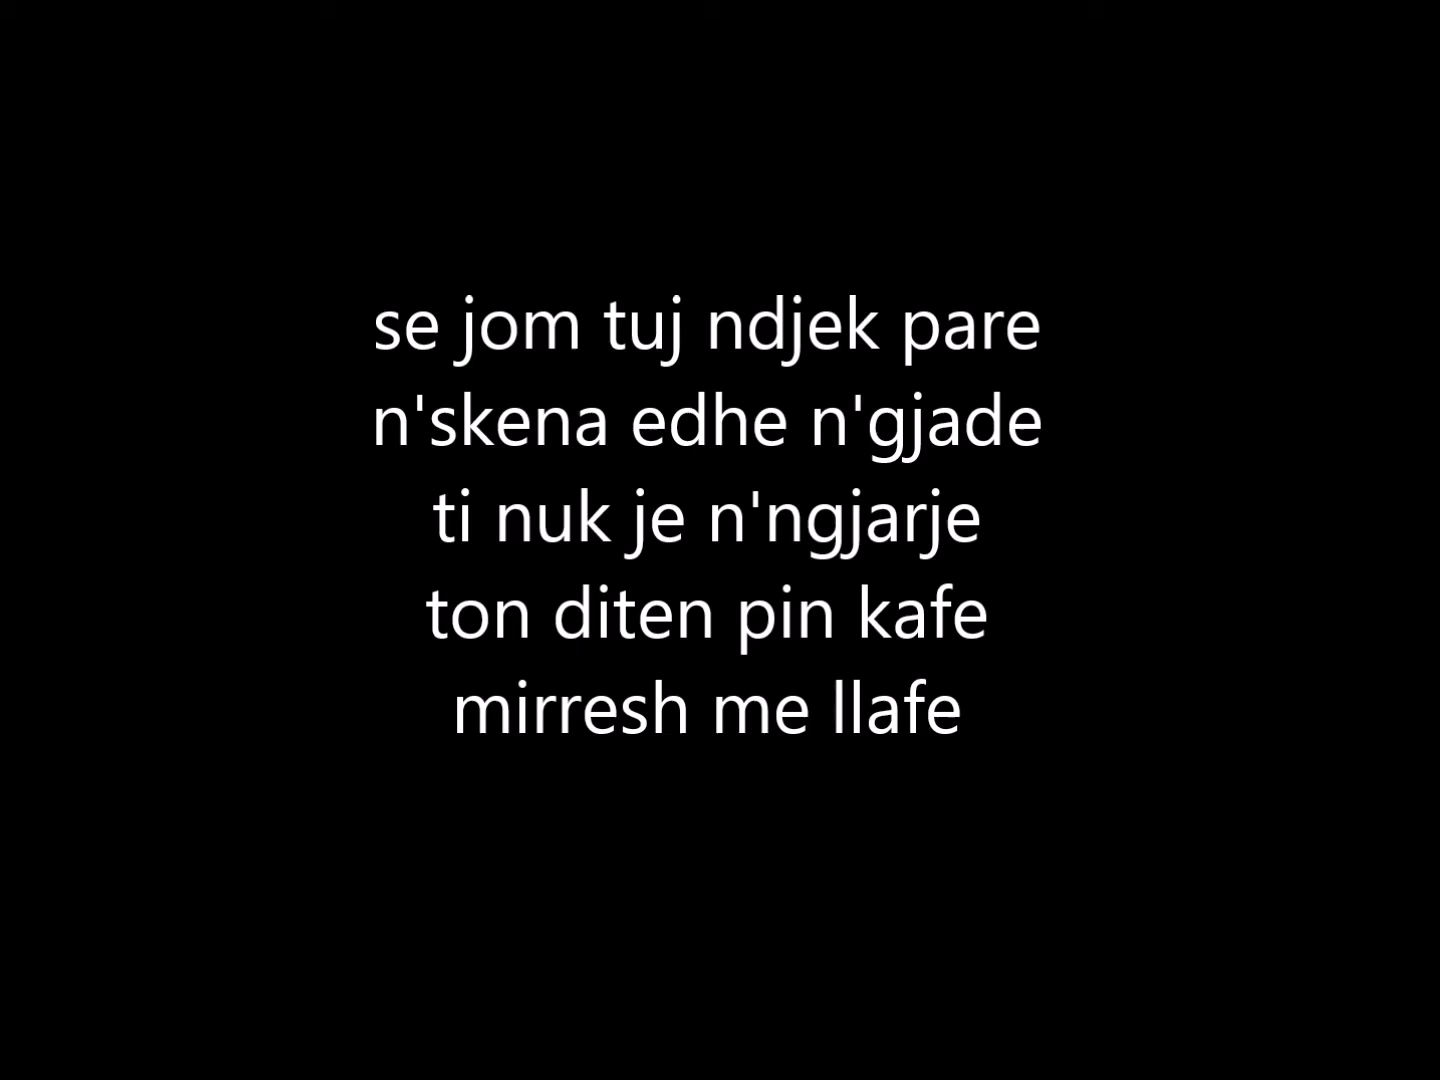 se jom tuj ndjek pare
n'skena edhe n'gjade
ti nuk je n'ngjarje
ton diten pin kafe
mirresh me llafe